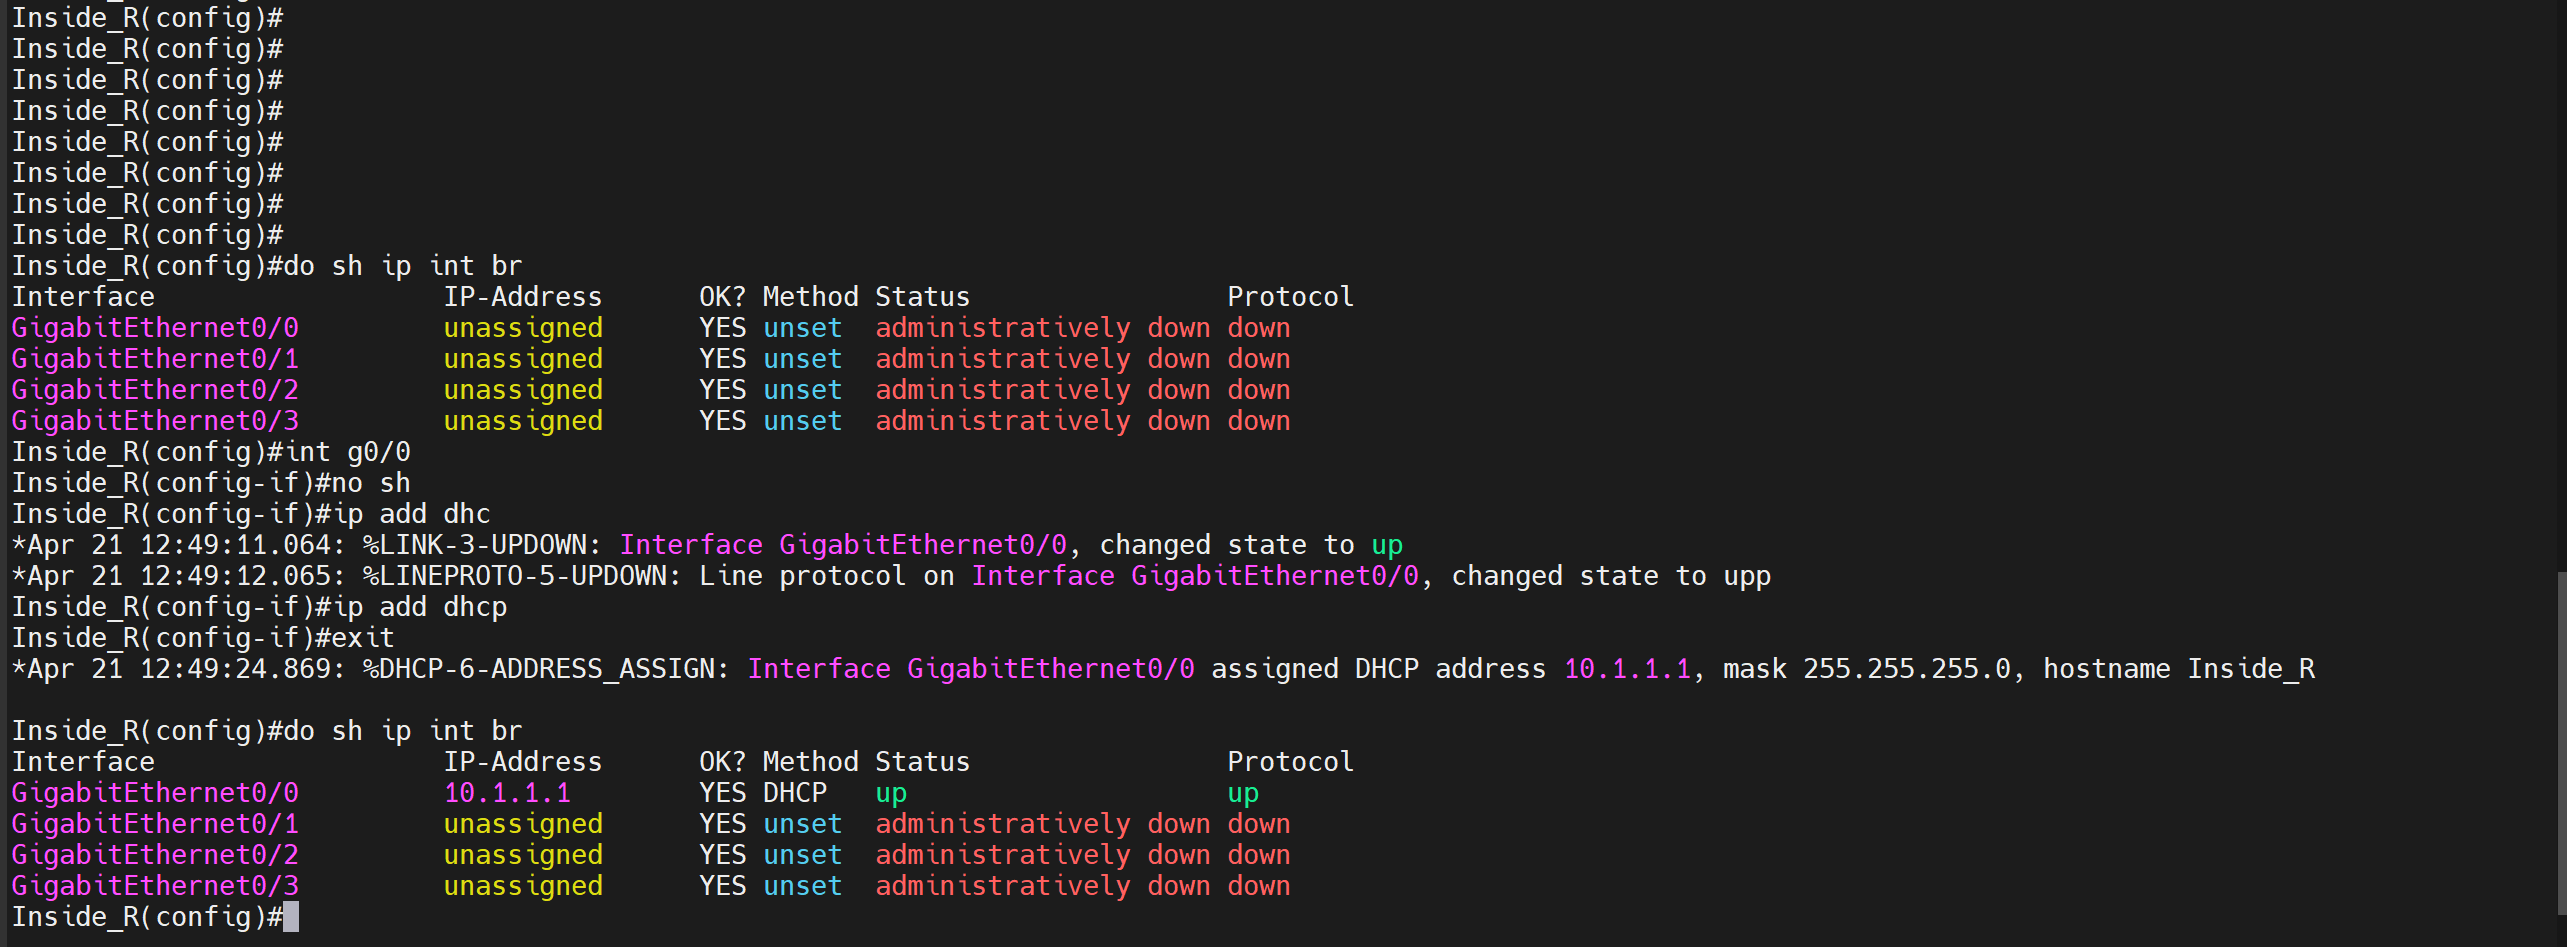 Inside_R(config)#
Inside_R(config)#
Inside_R(config)#
Inside_R(config)#
Inside_R(config)#
Inside_R(config)#
Inside_R(config)#
Inside_R(config)#
Inside_R(config)#do sh ip int br
Interface                  IP-Address      OK? Method Status                Protocol
GigabitEthernet0/0         unassigned      YES unset  administratively down down
GigabitEthernet0/1         unassigned      YES unset  administratively down down
GigabitEthernet0/2         unassigned      YES unset  administratively down down
GigabitEthernet0/3         unassigned      YES unset  administratively down down
Inside_R(config)#int g0/0
Inside_R(config-if)#no sh
Inside_R(config-if)#ip add dhc
*Apr 21 12:49:11.064: %LINK-3-UPDOWN: Interface GigabitEthernet0/0, changed state to up
*Apr 21 12:49:12.065: %LINEPROTO-5-UPDOWN: Line protocol on Interface GigabitEthernet0/0, changed state to upp
Inside_R(config-if)#ip add dhcp
Inside_R(config-if)#exit
*Apr 21 12:49:24.869: %DHCP-6-ADDRESS_ASSIGN: Interface GigabitEthernet0/0 assigned DHCP address 10.1.1.1, mask 255.255.255.0, hostname Inside_R
Inside_R(config)#do sh ip int br
Interface                  IP-Address      OK? Method Status                Protocol
GigabitEthernet0/0         10.1.1.1        YES DHCP   up                    up
GigabitEthernet0/1         unassigned      YES unset  administratively down down
GigabitEthernet0/2         unassigned      YES unset  administratively down down
GigabitEthernet0/3         unassigned      YES unset  administratively down down
Inside_R(config)#